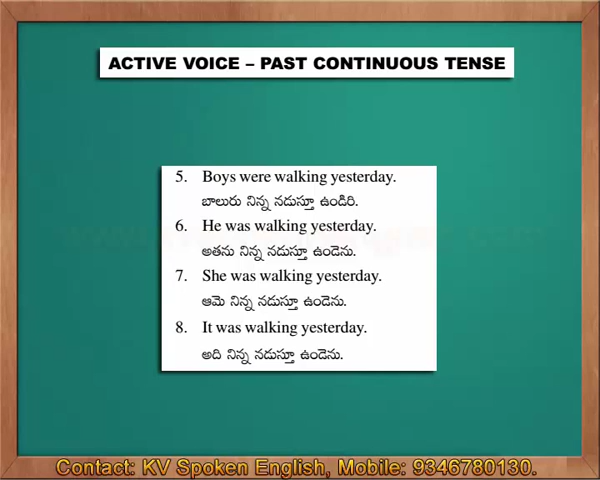 ACTIVE VOICE – PAST CONTINUOUS TENSE
5. Boys were walking yesterday.
బాలురు నిన్న నడుస్తూ ఉండిరి.
6. He was walking yesterday.
అతను నిన్న నడుస్తూ ఉండెను.
7. She was walking yesterday.
ఆమె నిన్న నడుస్తూ ఉండెను.
8. It was walking yesterday.
అది నిన్న నడుస్తూ ఉండెను.
Contact: KV Spoken English, Mobile: 9346780130.